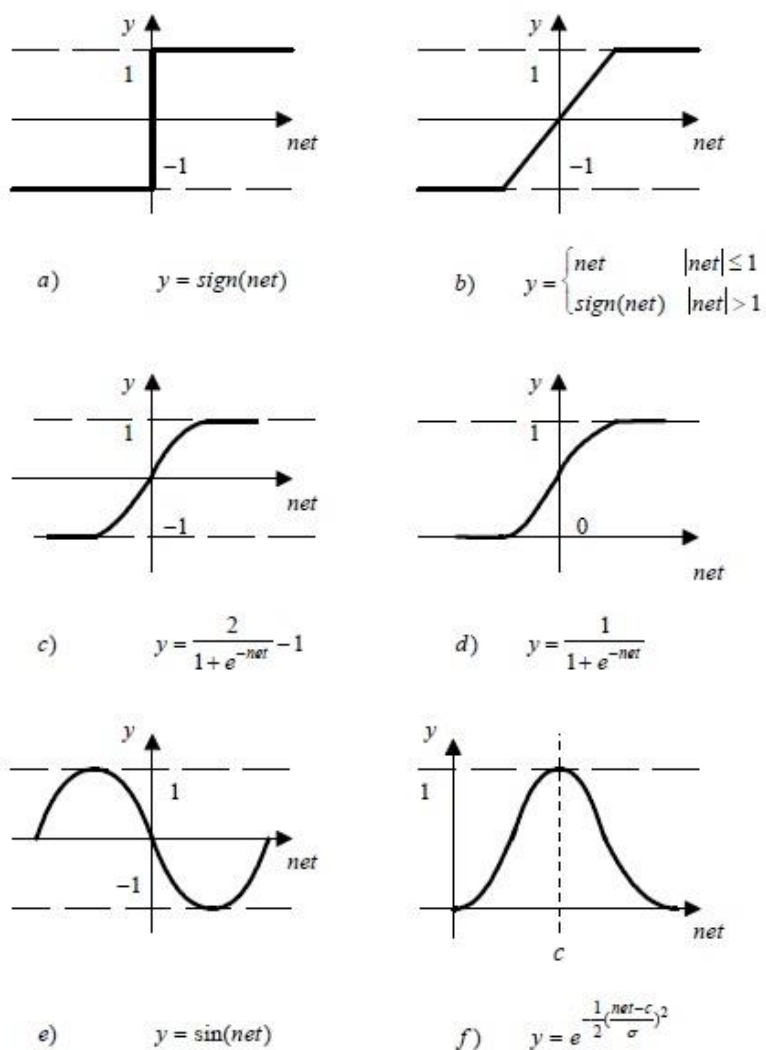 y y
1 1
net net
−1 −1
a) y = sign(net) b) y = { net |net| ≤ 1
sign(net) |net| > 1
y y
1 1
net
−1 0
net
c) y = 2 / (1 + e^{−net}) − 1 d) y = 1 / (1 + e^{−net})
y y
1 1
net
−1
net
c
e) y = sin(net) f) y = e^{−1/2((net−c)/σ)^2}